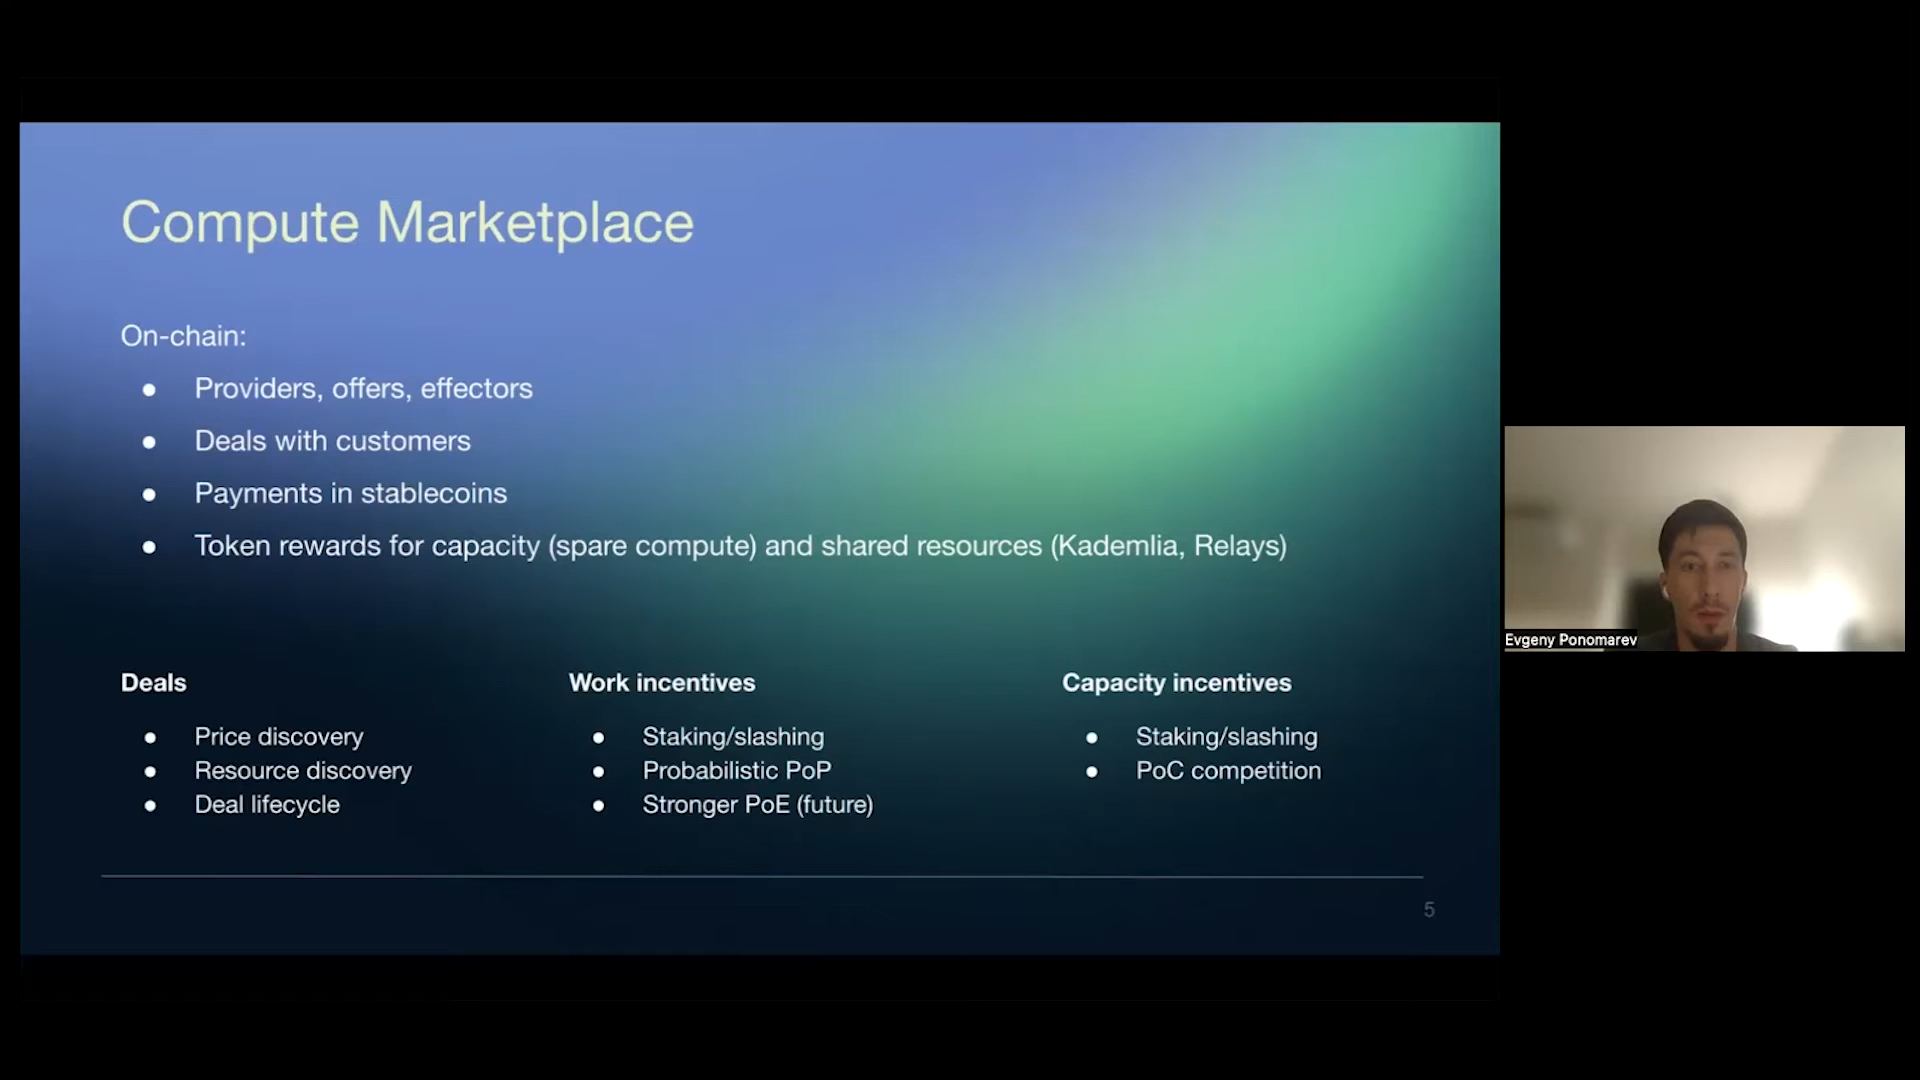 Compute Marketplace
On-chain:
● Providers, offers, effectors
● Deals with customers
● Payments in stablecoins
● Token rewards for capacity (spare compute) and shared resources (Kademlia, Relays)
Deals
● Price discovery
● Resource discovery
● Deal lifecycle
Work incentives
● Staking/slashing
● Probabilistic PoP
● Stronger PoE (future)
Capacity incentives
● Staking/slashing
● PoC competition
5
Evgeny Ponomarev